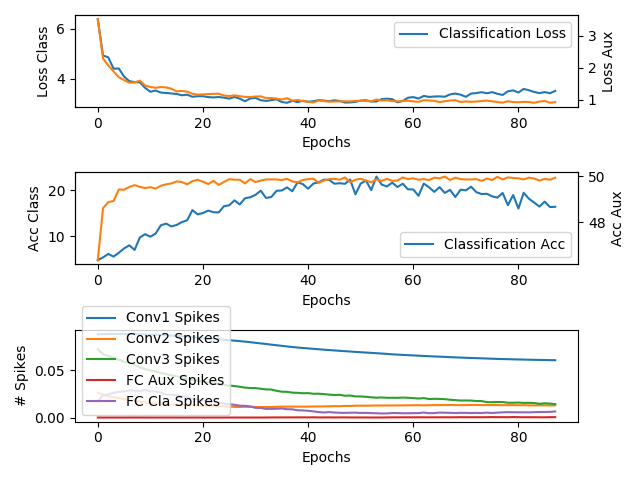 6
4
Loss Class
Classification Loss
3
2
1
Loss Aux
0 20 40 60 80
Epochs
20
10
Acc Class
Classification Acc
50
48
Acc Aux
0 20 40 60 80
Epochs
Conv1 Spikes
Conv2 Spikes
Conv3 Spikes
FC Aux Spikes
FC Cla Spikes
0.05
0.00
# Spikes
0 20 40 60 80
Epochs